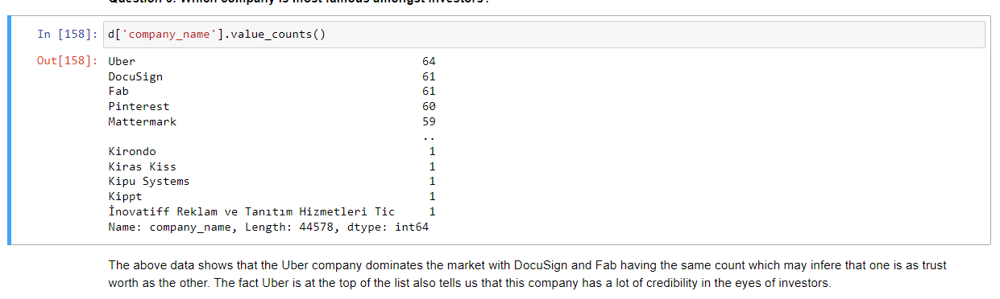 Question 5: Which company is most famous amongst investors?
In [158]: d['company_name'].value_counts()
Out[158]: Uber 64
DocuSign 61
Fab 61
Pinterest 60
Mattermark 59
..
Kirondo 1
Kiras Kiss 1
Kipu Systems 1
Kippt 1
İnovatiff Reklam ve Tanıtım Hizmetleri Tic 1
Name: company_name, Length: 44578, dtype: int64
The above data shows that the Uber company dominates the market with DocuSign and Fab having the same count which may infere that one is as trust
worth as the other. The fact Uber is at the top of the list also tells us that this company has a lot of credibility in the eyes of investors.